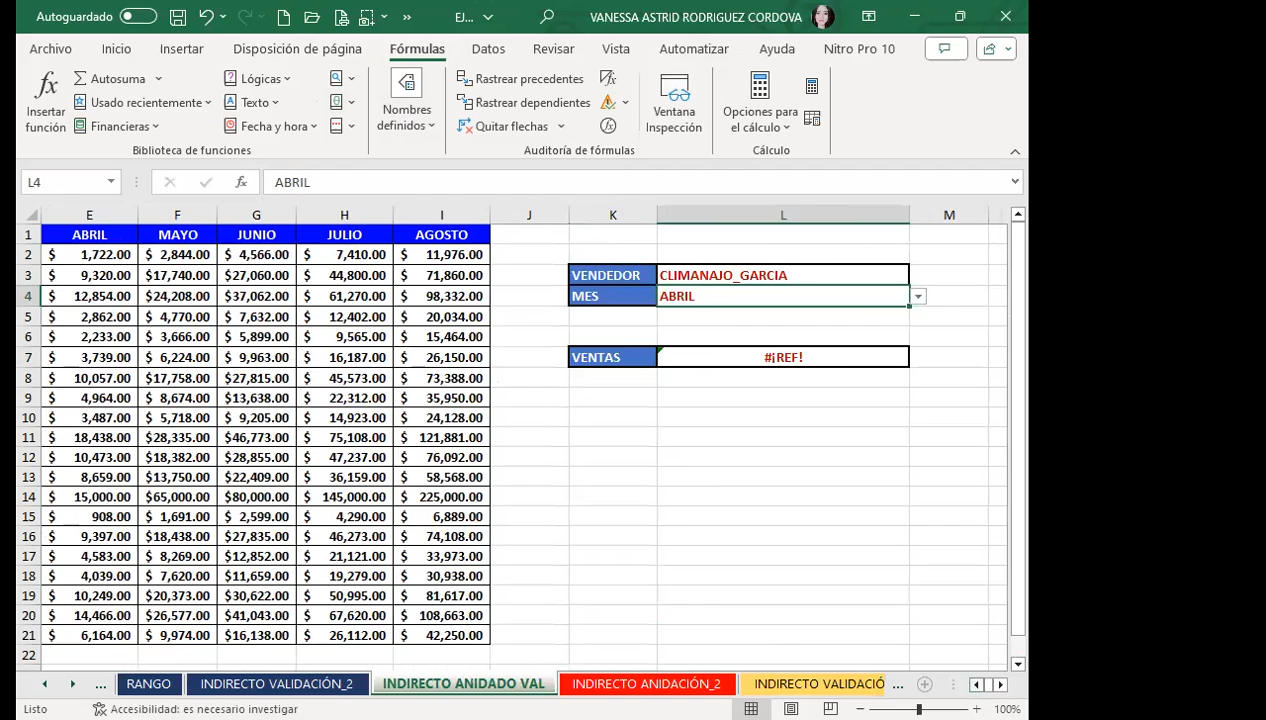 Autoguardado EJ... VANESSA ASTRID RODRIGUEZ CORDOVA
Archivo Inicio Insertar Disposición de página Fórmulas Datos Revisar Vista Automatizar Ayuda Nitro Pro 10
fx Insertar función Autosuma Lógicas Nombres definidos Rastrear precedentes fx Ventana Inspección Opciones para el cálculo
Usado recientemente Texto Rastrear dependientes
Financieras Fecha y hora Quitar flechas
Biblioteca de funciones Auditoría de fórmulas Cálculo
L4 fx ABRIL
E F G H I J K L M
1 ABRIL MAYO JUNIO JULIO AGOSTO
2 $ 1,722.00 $ 2,844.00 $ 4,566.00 $ 7,410.00 $ 11,976.00
3 $ 9,320.00 $17,740.00 $27,060.00 $ 44,800.00 $ 71,860.00 VENDEDOR CLIMANAJO_GARCIA
4 $ 12,854.00 $24,208.00 $37,062.00 $ 61,270.00 $ 98,332.00 MES ABRIL
5 $ 2,862.00 $ 4,770.00 $ 7,632.00 $ 12,402.00 $ 20,034.00
6 $ 2,233.00 $ 3,666.00 $ 5,899.00 $ 9,565.00 $ 15,464.00
7 $ 3,739.00 $ 6,224.00 $ 9,963.00 $ 16,187.00 $ 26,150.00 VENTAS #¡REF!
8 $ 10,057.00 $17,758.00 $27,815.00 $ 45,573.00 $ 73,388.00
9 $ 4,964.00 $ 8,674.00 $13,638.00 $ 22,312.00 $ 35,950.00
10 $ 3,487.00 $ 5,718.00 $ 9,205.00 $ 14,923.00 $ 24,128.00
11 $ 18,438.00 $28,335.00 $46,773.00 $ 75,108.00 $ 121,881.00
12 $ 10,473.00 $18,382.00 $28,855.00 $ 47,237.00 $ 76,092.00
13 $ 8,659.00 $13,750.00 $22,409.00 $ 36,159.00 $ 58,568.00
14 $ 15,000.00 $65,000.00 $80,000.00 $ 145,000.00 $ 225,000.00
15 $ 908.00 $ 1,691.00 $ 2,599.00 $ 4,290.00 $ 6,889.00
16 $ 9,397.00 $18,438.00 $27,835.00 $ 46,273.00 $ 74,108.00
17 $ 4,583.00 $ 8,269.00 $12,852.00 $ 21,121.00 $ 33,973.00
18 $ 4,039.00 $ 7,620.00 $11,659.00 $ 19,279.00 $ 30,938.00
19 $ 10,249.00 $20,373.00 $30,622.00 $ 50,995.00 $ 81,617.00
20 $ 14,466.00 $26,577.00 $41,043.00 $ 67,620.00 $ 108,663.00
21 $ 6,164.00 $ 9,974.00 $16,138.00 $ 26,112.00 $ 42,250.00
22
... RANGO INDIRECTO VALIDACIÓN_2 INDIRECTO ANIDADO VAL INDIRECTO ANIDACIÓN_2 INDIRECTO VALIDACIÓ ...
Listo Accesibilidad: es necesario investigar 100%